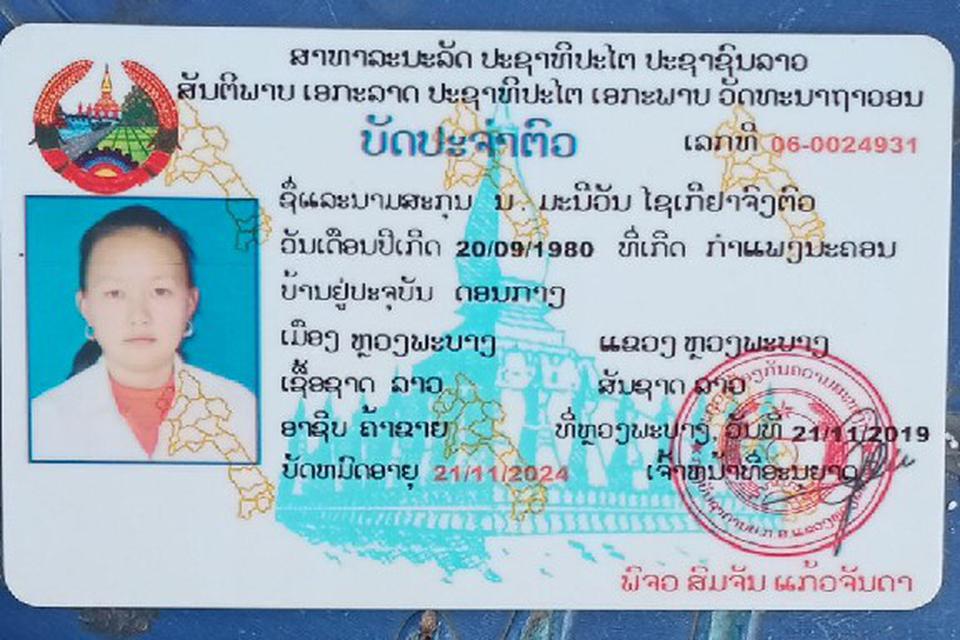 ສາທາລະນະລັດ ປະຊາທິປະໄຕ ປະຊາຊົນລາວ
ສັນຕິພາບ ເອກະລາດ ປະຊາທິປະໄຕ ເອກະພາບ ວັດທະນາຖາວອນ
ບັດປະຈຳຕົວ ເລກທີ 06-0024931
ຊື່ແລະນາມສະກຸນ ນ. ມະນີວັນ ໄຊເກີຢາຈົງຕົວ
ວັນເດືອນປີເກີດ 20/09/1980 ທີ່ເກີດ ກຳແພງນະຄອນ
ບ້ານຢູ່ປະຈຸບັນ ດອນກາງ
ເມືອງ ຫຼວງພະບາງ ແຂວງ ຫຼວງພະບາງ
ເຊື້ອຊາດ ລາວ ສັນຊາດ ລາວ
ອາຊີບ ຄ້າຂາຍ ທີ່ຫຼວງພະບາງ, ວັນທີ 21/11/2019
ບັດຫມົດອາຍຸ 21/11/2024 ເຈົ້າຫນ້າທີ່ອະນຸຍາດ
ພົຈວ ສົມຈັນ ແກ້ວຈັນດາ